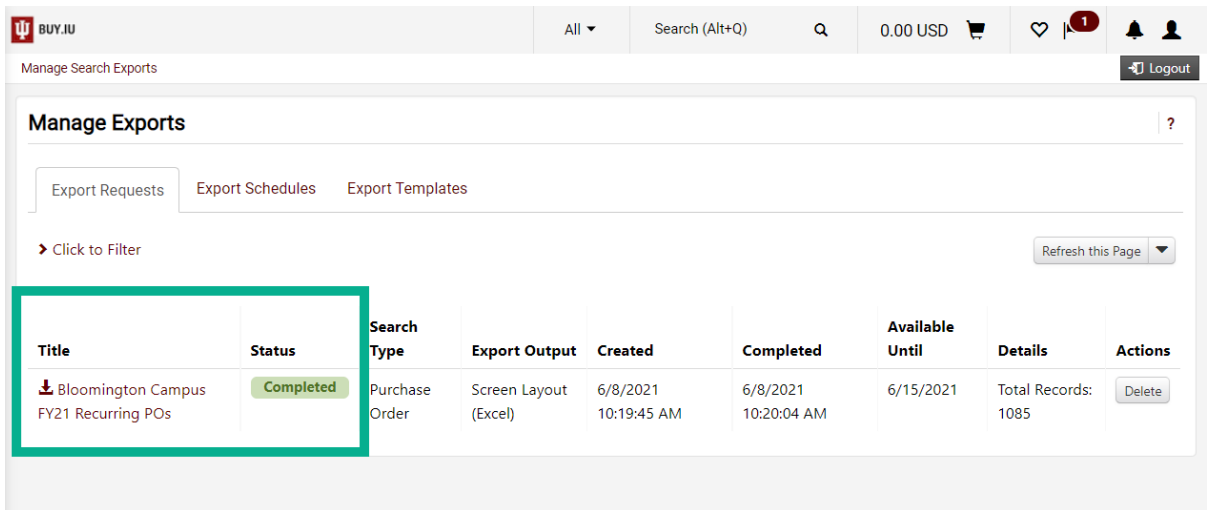 BUY.IU
All
Search (Alt+Q)
0.00 USD
1
Manage Search Exports
Logout
Manage Exports
?
Export Requests
Export Schedules
Export Templates
Click to Filter
Refresh this Page
Title
Status
Search
Type
Export Output
Created
Completed
Available
Until
Details
Actions
Bloomington Campus
FY21 Recurring POs
Completed
Purchase
Order
Screen Layout
(Excel)
6/8/2021
10:19:45 AM
6/8/2021
10:20:04 AM
6/15/2021
Total Records:
1085
Delete